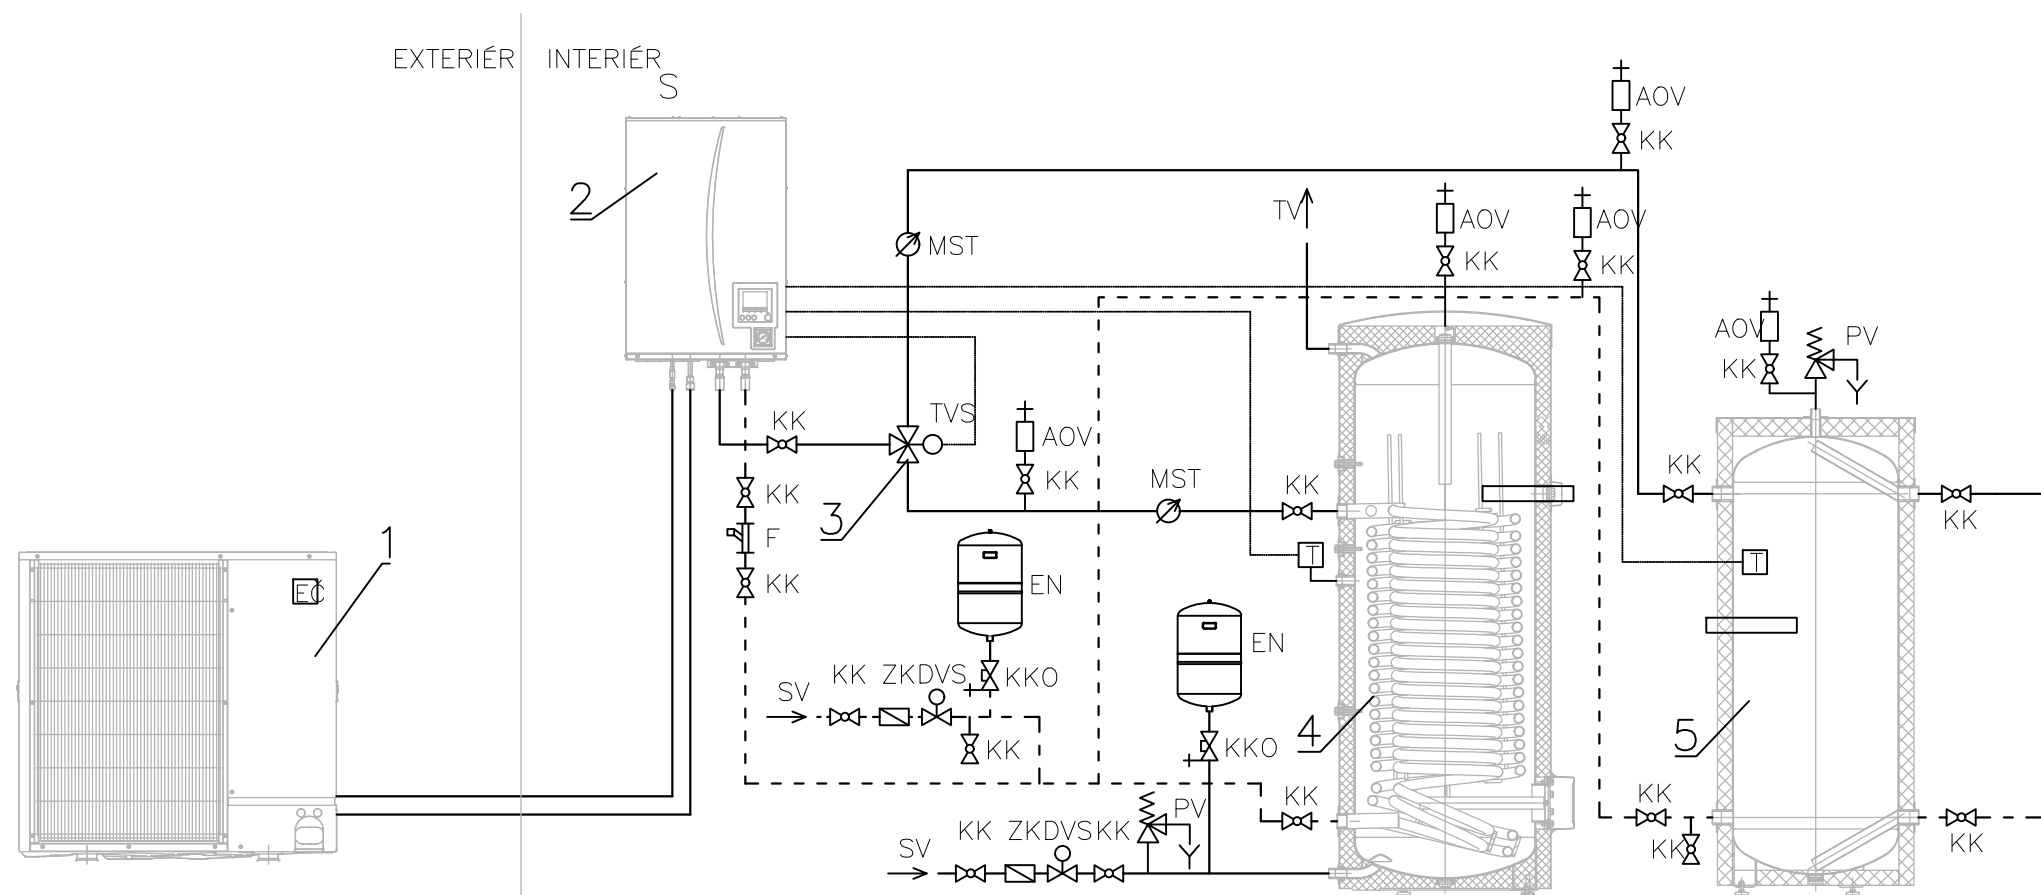 EXTERIÉR INTERIÉR
S
AOV
KK
2
TV
AOV
AOV
MST
KK
KK
AOV
PV
KK
TVS
KK
AOV
KK
MST
KK
KK
KK
3
F
KK
KK
T
T
1
EČ
EN
EN
KK ZKDVS
KKO
SV
4
5
KK
KKO
KK
KK
PV
KK ZKDVS KK
KK
KK
SV